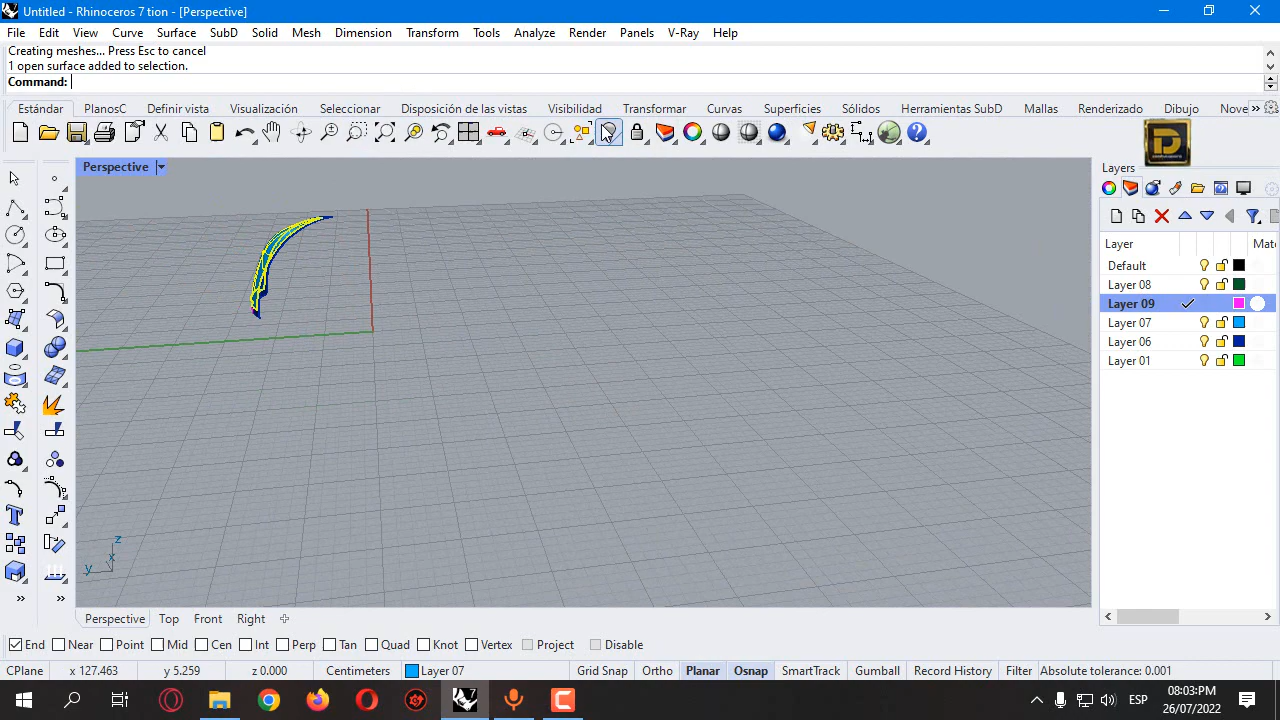 Untitled - Rhinoceros 7 tion - [Perspective]
File Edit View Curve Surface SubD Solid Mesh Dimension Transform Tools Analyze Render Panels V-Ray Help
Creating meshes... Press Esc to cancel
1 open surface added to selection.
Command:
Estándar PlanosC Definir vista Visualización Seleccionar Disposición de las vistas Visibilidad Transformar Curvas Superficies Sólidos Herramientas SubD Mallas Renderizado Dibujo Nove
Perspective
Layers
Layer Mate
Default
Layer 08
Layer 09
Layer 07
Layer 06
Layer 01
z
x
y
Perspective Top Front Right
End Near Point Mid Cen Int Perp Tan Quad Knot Vertex Project Disable
CPlane x 127.463 y 5.259 z 0.000 Centimeters Layer 07 Grid Snap Ortho Planar Osnap SmartTrack Gumball Record History Filter Absolute tolerance: 0.001
ESP
08:03:PM
26/07/2022